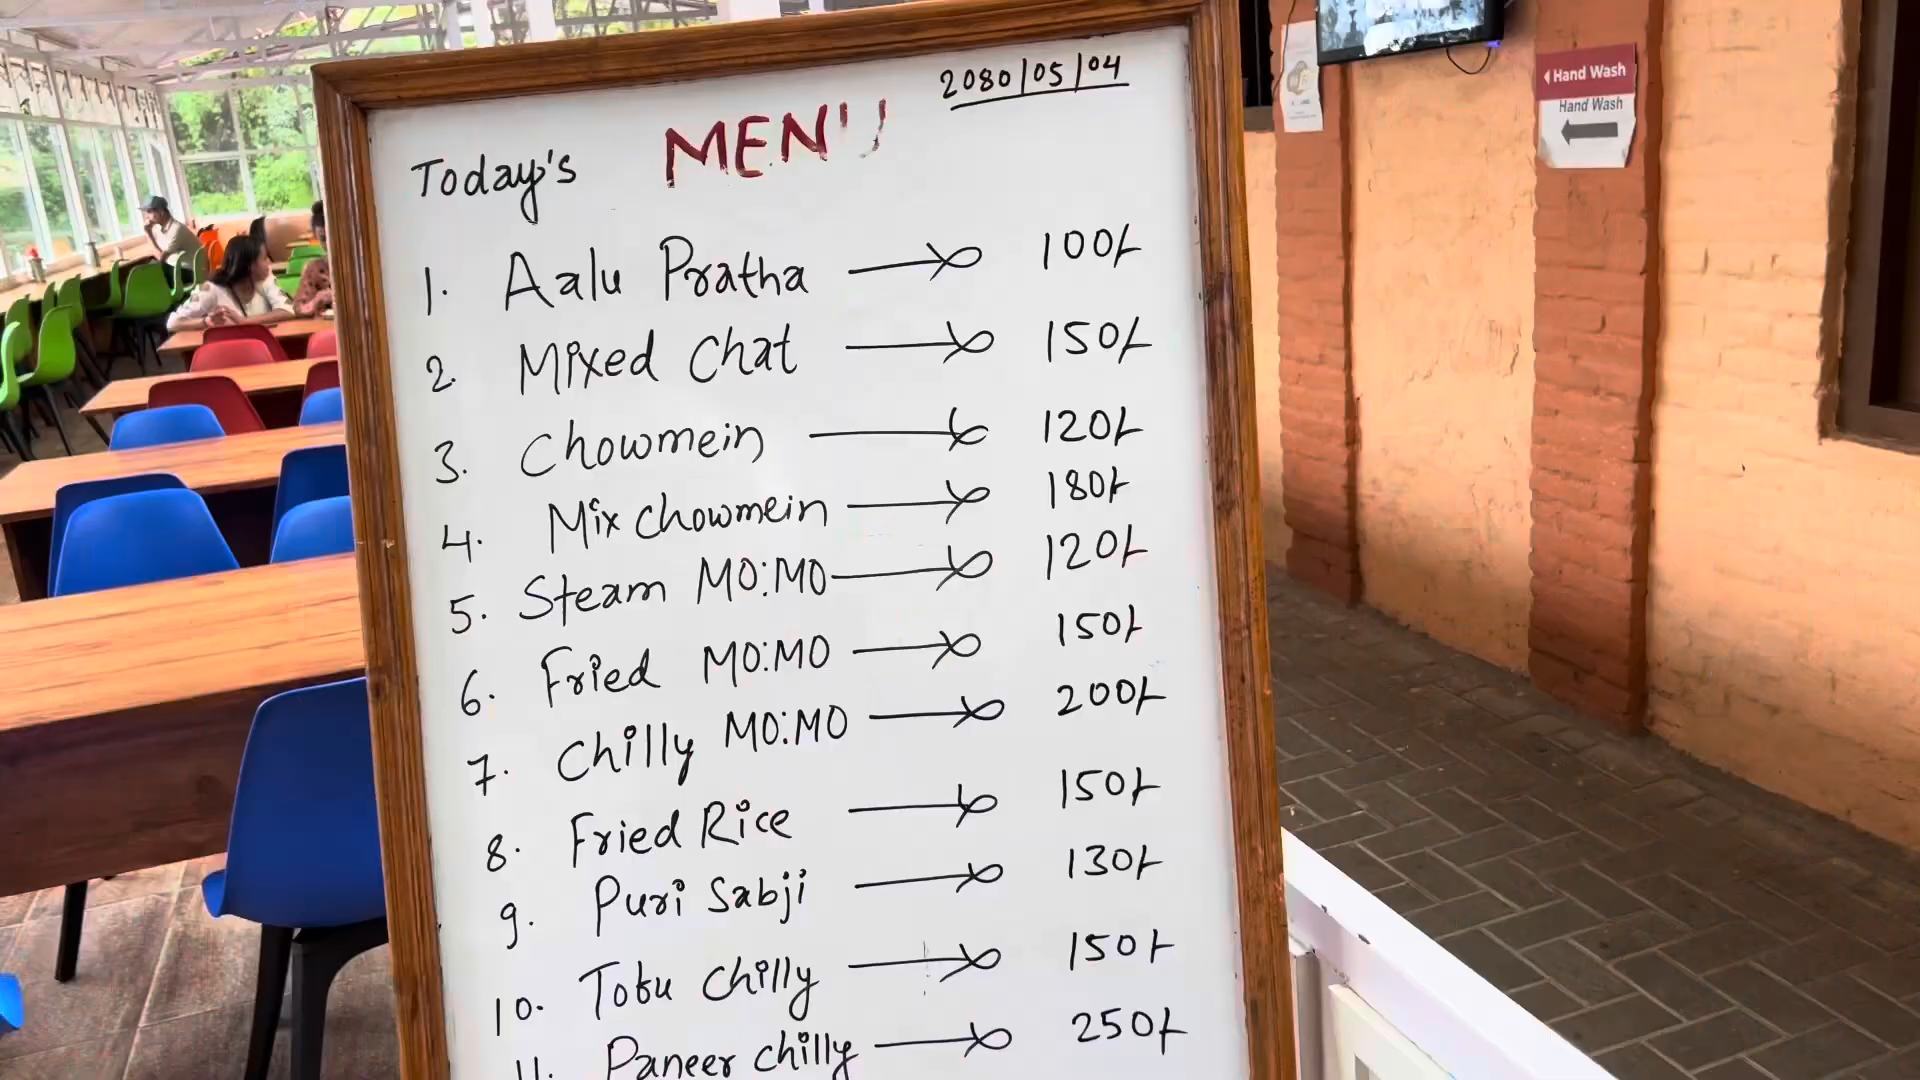 2080/05/04
Today's MENU
1. Aalu Pratha 100/-
2. Mixed Chat 150/-
3. Chowmein 120/-
4. Mix Chowmein 180/-
5. Steam MO:MO 120/-
6. Fried MO:MO 150/-
7. Chilly MO:MO 200/-
8. Fried Rice 150/-
9. Puri Sabji 130/-
10. Tofu Chilly 150/-
11. Paneer chilly 250/-
Hand Wash
Hand Wash